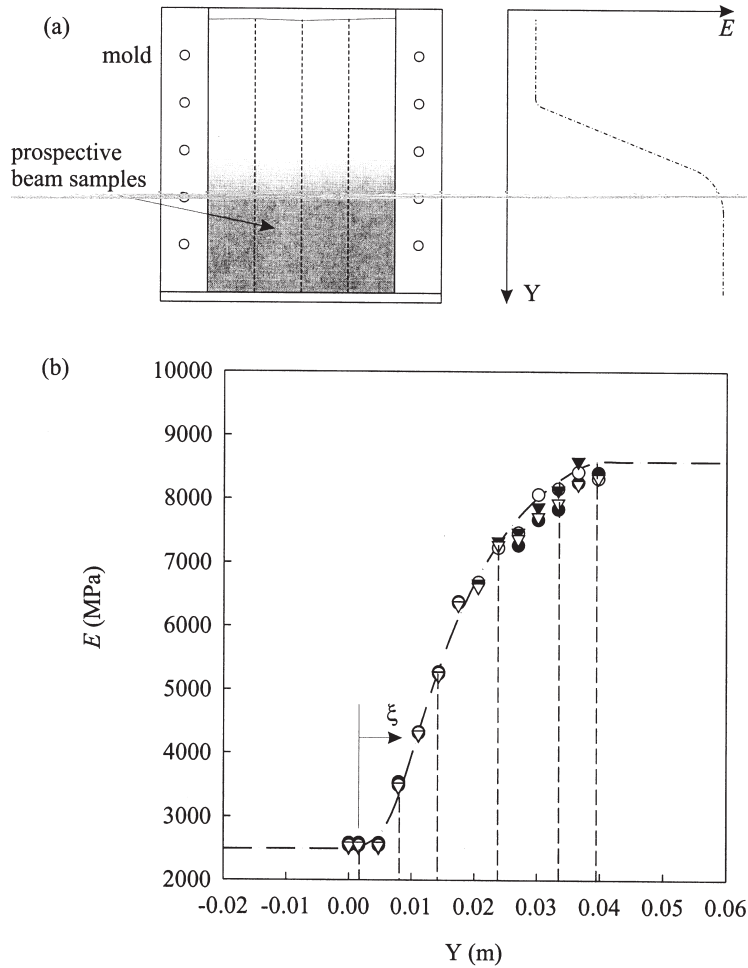 (a)
mold
prospective
beam samples
E
Y
(b)
10000
9000
8000
7000
6000
5000
4000
3000
2000
E (MPa)
ξ
-0.02 -0.01 0.00 0.01 0.02 0.03 0.04 0.05 0.06
Y (m)